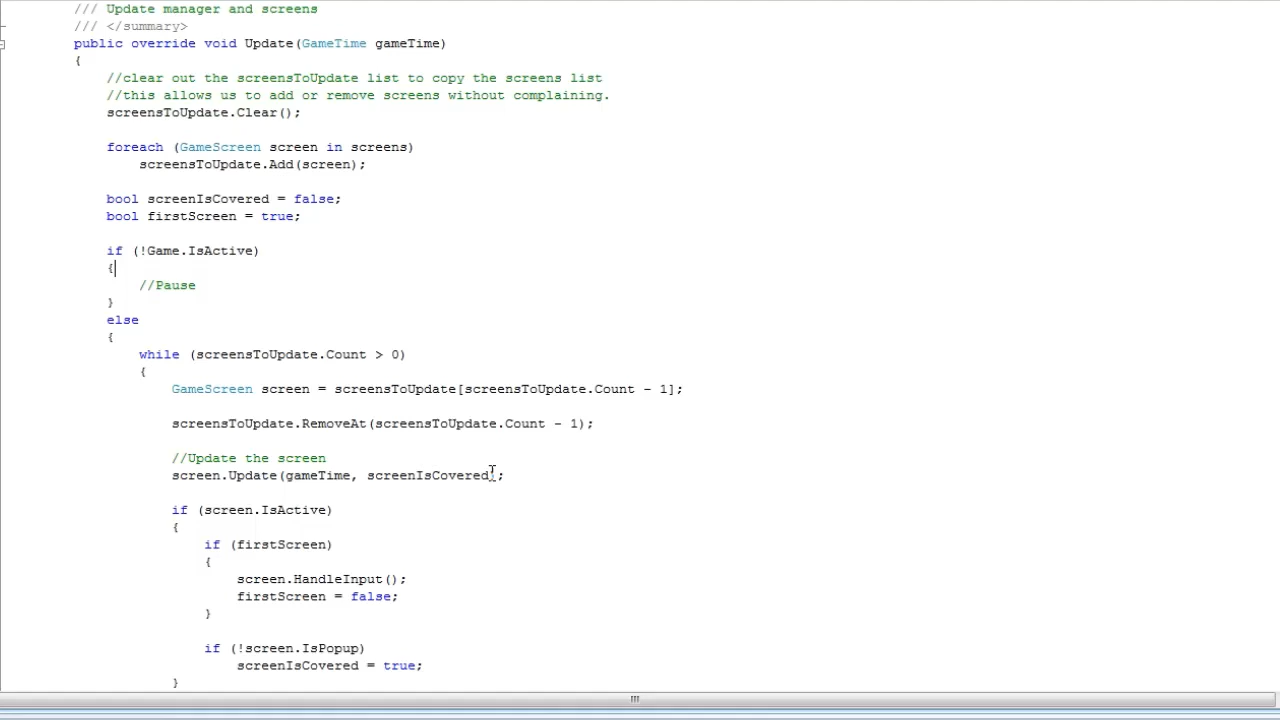 /// Update manager and screens
/// </summary>
public override void Update(GameTime gameTime)
{
//clear out the screensToUpdate list to copy the screens list
//this allows us to add or remove screens without complaining.
screensToUpdate.Clear();
foreach (GameScreen screen in screens)
screensToUpdate.Add(screen);
bool screenIsCovered = false;
bool firstScreen = true;
if (!Game.IsActive)
{
//Pause
}
else
{
while (screensToUpdate.Count > 0)
{
GameScreen screen = screensToUpdate[screensToUpdate.Count - 1];
screensToUpdate.RemoveAt(screensToUpdate.Count - 1);
//Update the screen
screen.Update(gameTime, screenIsCovered);
if (screen.IsActive)
{
if (firstScreen)
{
screen.HandleInput();
firstScreen = false;
}
if (!screen.IsPopup)
screenIsCovered = true;
}